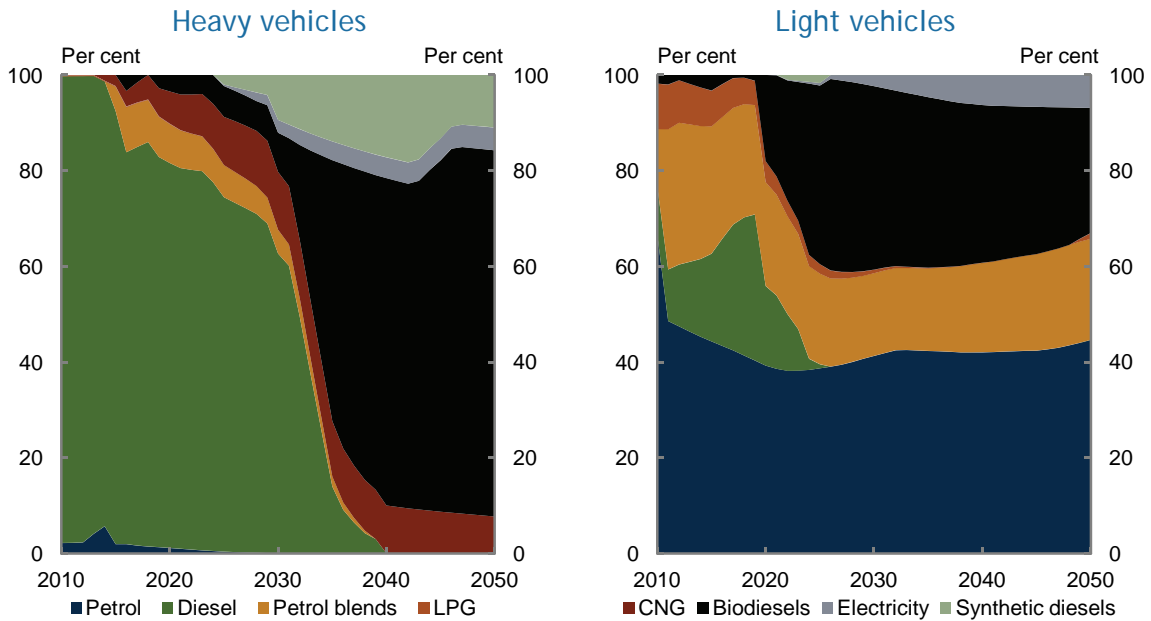 Heavy vehicles
Per cent Per cent
100 100
80 80
60 60
40 40
20 20
0 0
2010 2020 2030 2040 2050
Petrol Diesel Petrol blends LPG
Light vehicles
Per cent Per cent
100 100
80 80
60 60
40 40
20 20
0 0
2010 2020 2030 2040 2050
CNG Biodiesels Electricity Synthetic diesels